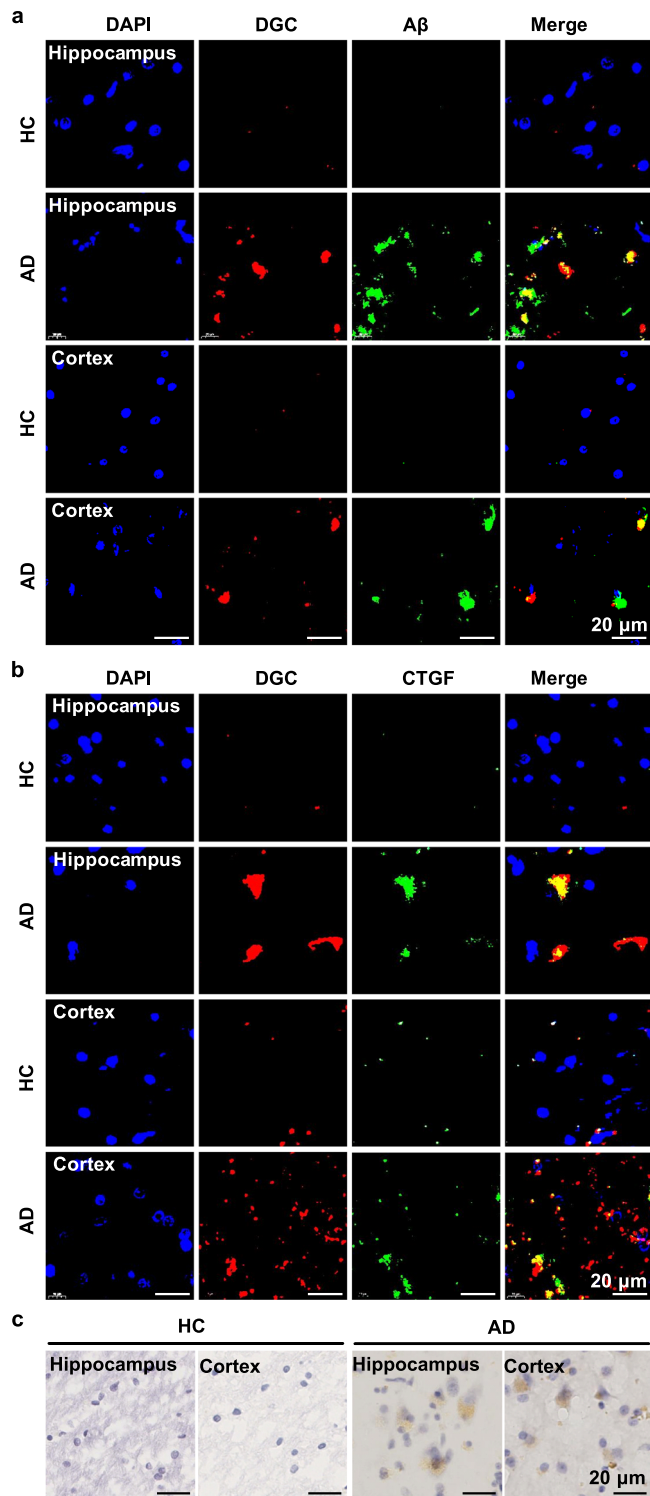 a
DAPI DGC Aβ Merge
Hippocampus
HC
Hippocampus
AD
Cortex
HC
Cortex
AD
20 μm
b
DAPI DGC CTGF Merge
Hippocampus
HC
Hippocampus
AD
Cortex
HC
Cortex
AD
20 μm
c
HC AD
Hippocampus Cortex Hippocampus Cortex
20 μm